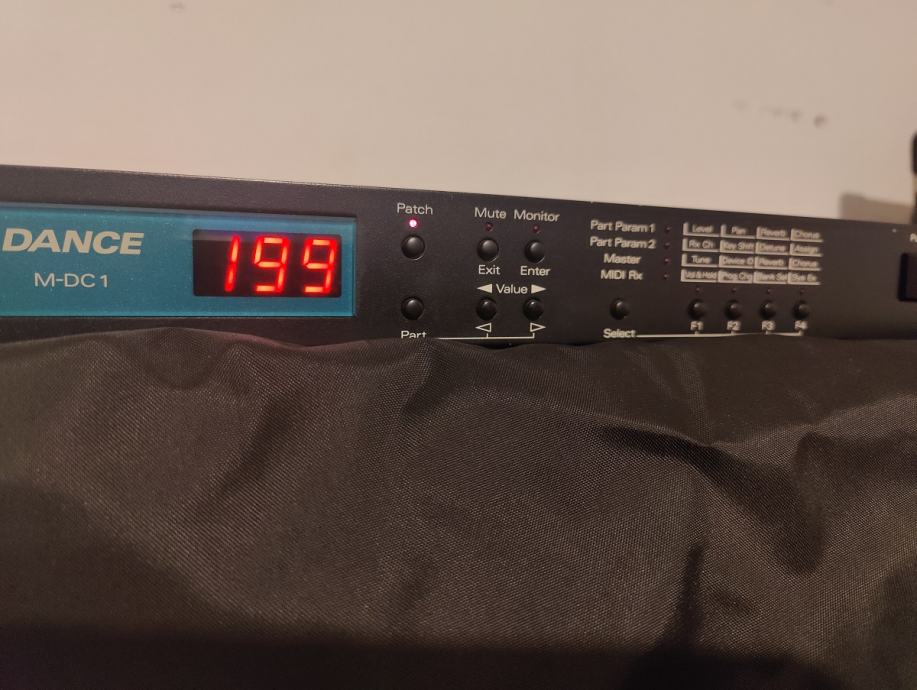 DANCE
M-DC1
199
Patch
Mute Monitor
Exit Enter
◀ Value ▶
Part
Part Param 1
Part Param 2
Master
MIDI Rx
Select
Level Pan Reverb Chorus
Rx Ch Key Shift Detune Assign
Tune Device ID Reverb Chorus
Vol & Hold Prog Chg Bank Sel
F1 F2 F3 F4